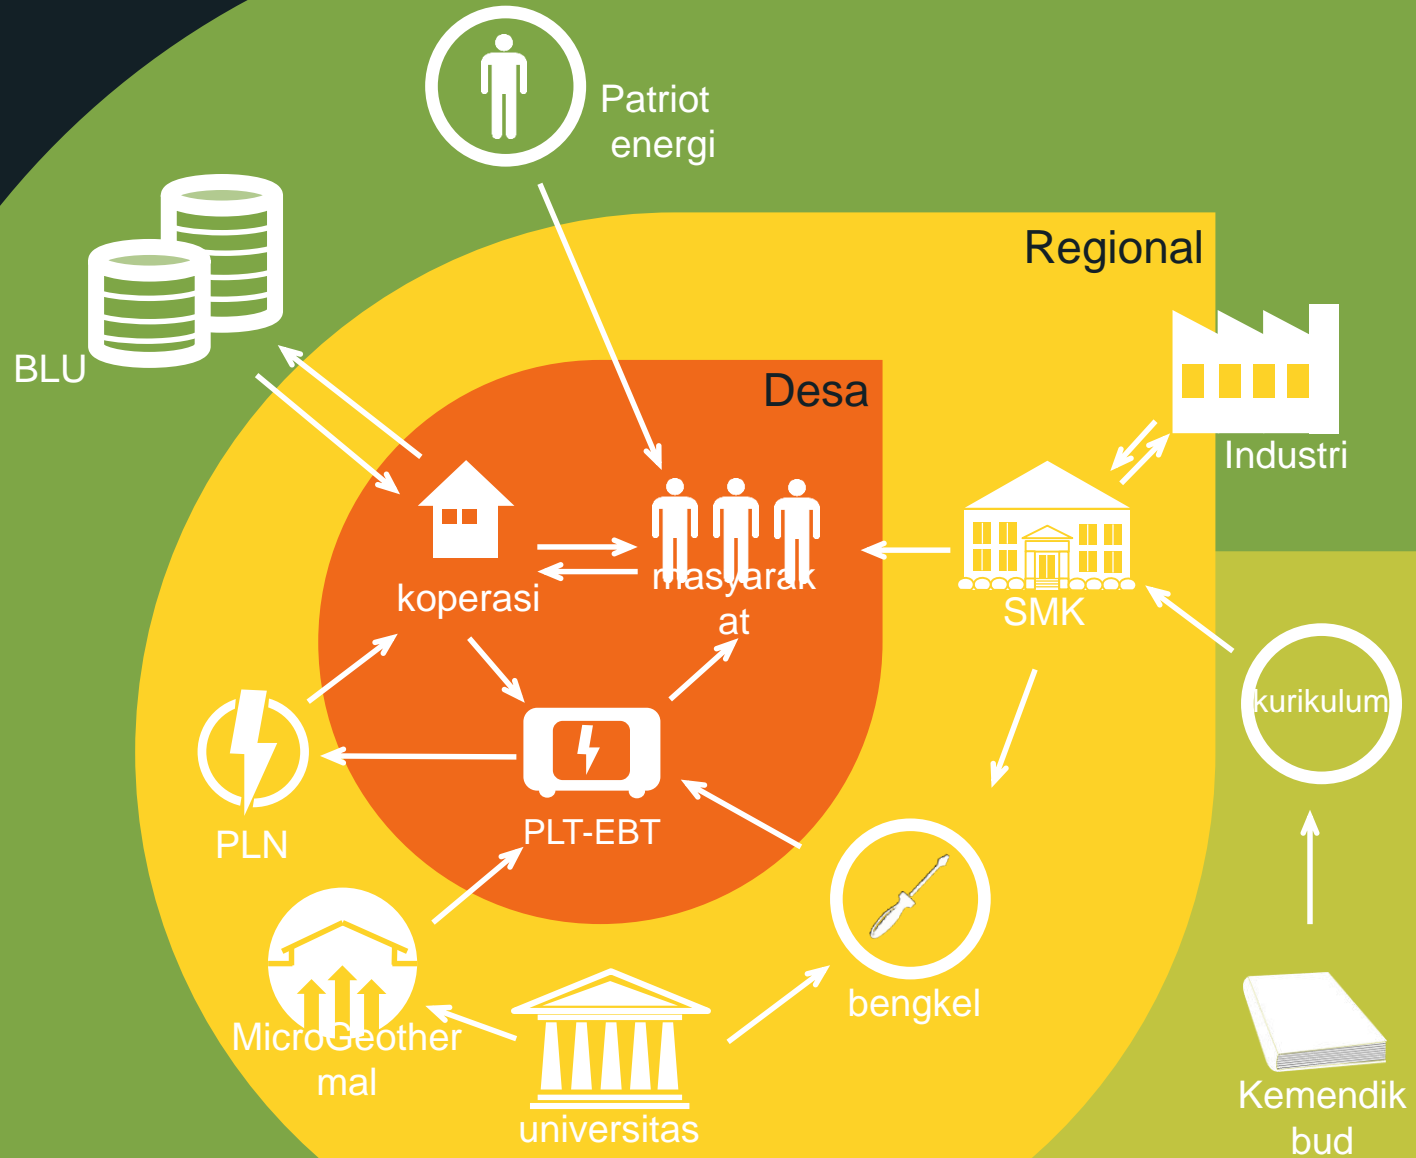 Patriot
energi
Regional
BLU
Desa
Industri
masyarak
at
koperasi
SMK
kurikulum
PLN
PLT-EBT
bengkel
MicroGeother
mal
universitas
Kemendik
bud